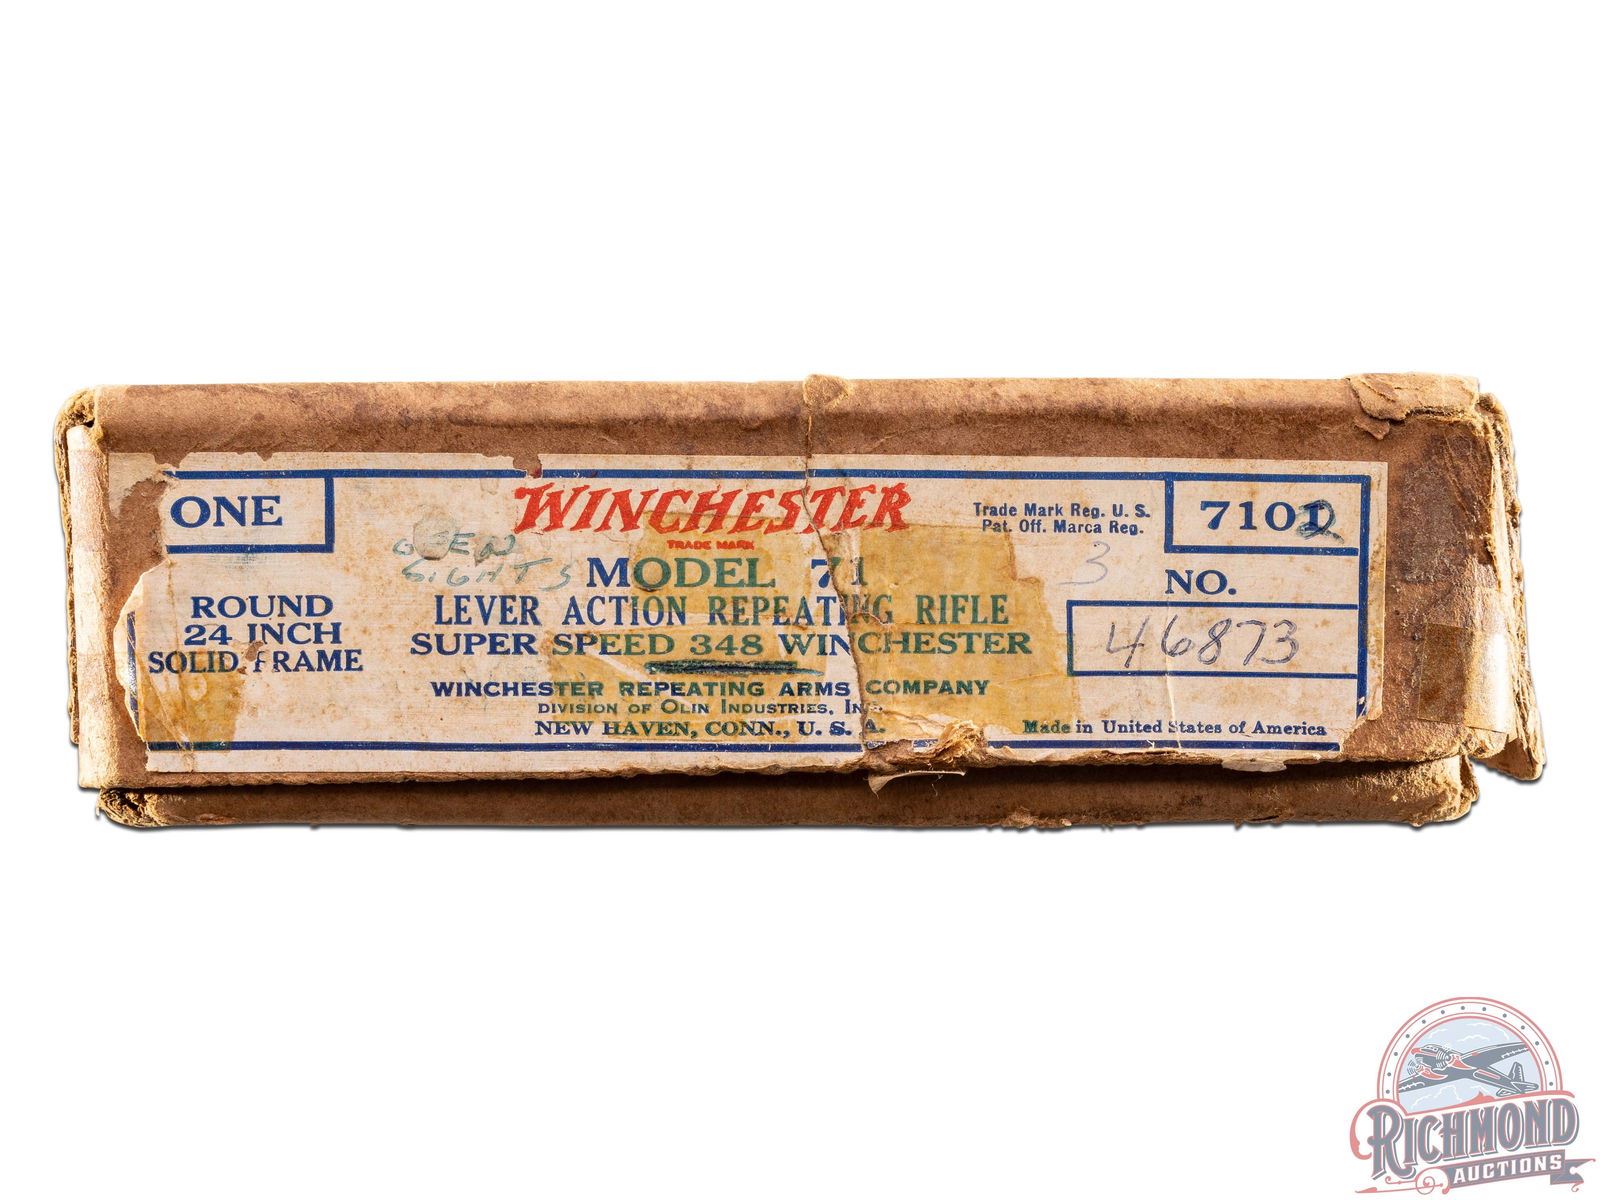 ONE
WINCHESTER
TRADE MARK
Trade Mark Reg. U. S.
Pat. Off. Marca Reg.
7102
OPEN
SIGHTS
MODEL 71
3
NO.
ROUND
24 INCH
SOLID FRAME
LEVER ACTION REPEATING RIFLE
SUPER SPEED 348 WINCHESTER
46873
WINCHESTER REPEATING ARMS COMPANY
DIVISION OF OLIN INDUSTRIES, INC.
NEW HAVEN, CONN., U. S. A.
Made in United States of America
RICHMOND
AUCTIONS